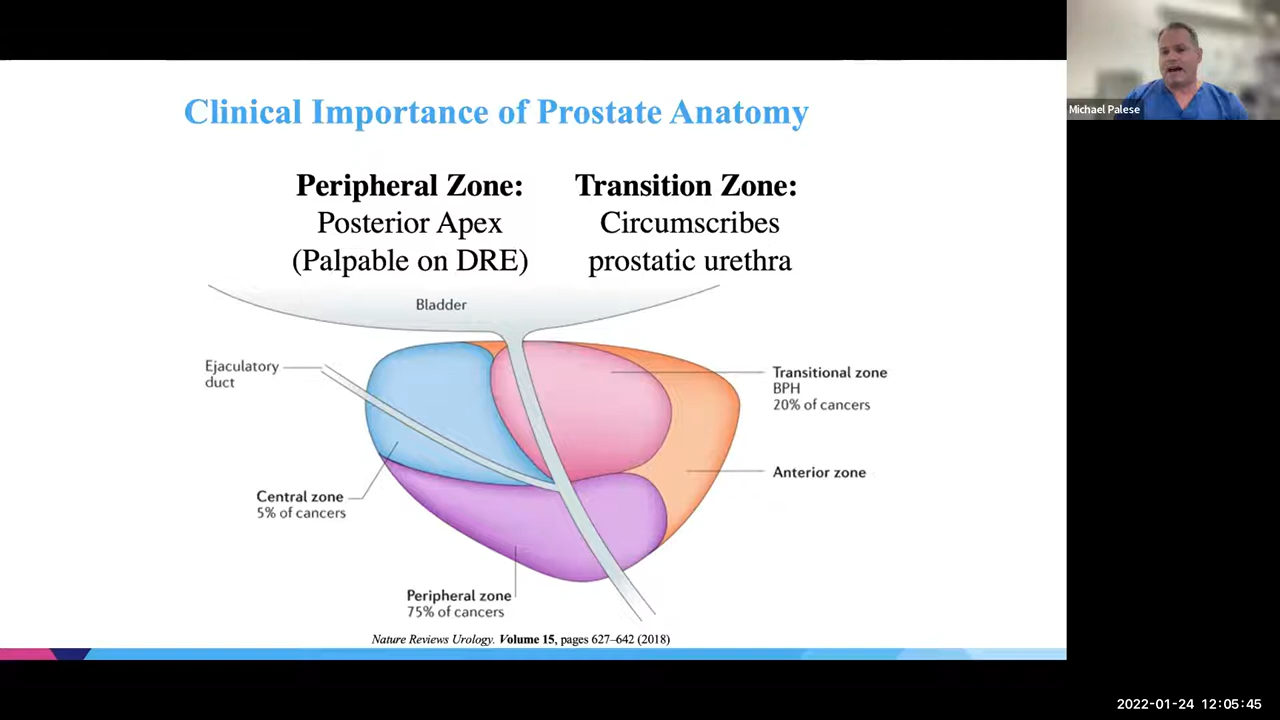 Michael Palese
Clinical Importance of Prostate Anatomy
Peripheral Zone:
Posterior Apex
(Palpable on DRE)
Transition Zone:
Circumscribes
prostatic urethra
Bladder
Ejaculatory
duct
Transitional zone
BPH
20% of cancers
Anterior zone
Central zone
5% of cancers
Peripheral zone
75% of cancers
Nature Reviews Urology. Volume 15, pages 627–642 (2018)
2022-01-24 12:05:45